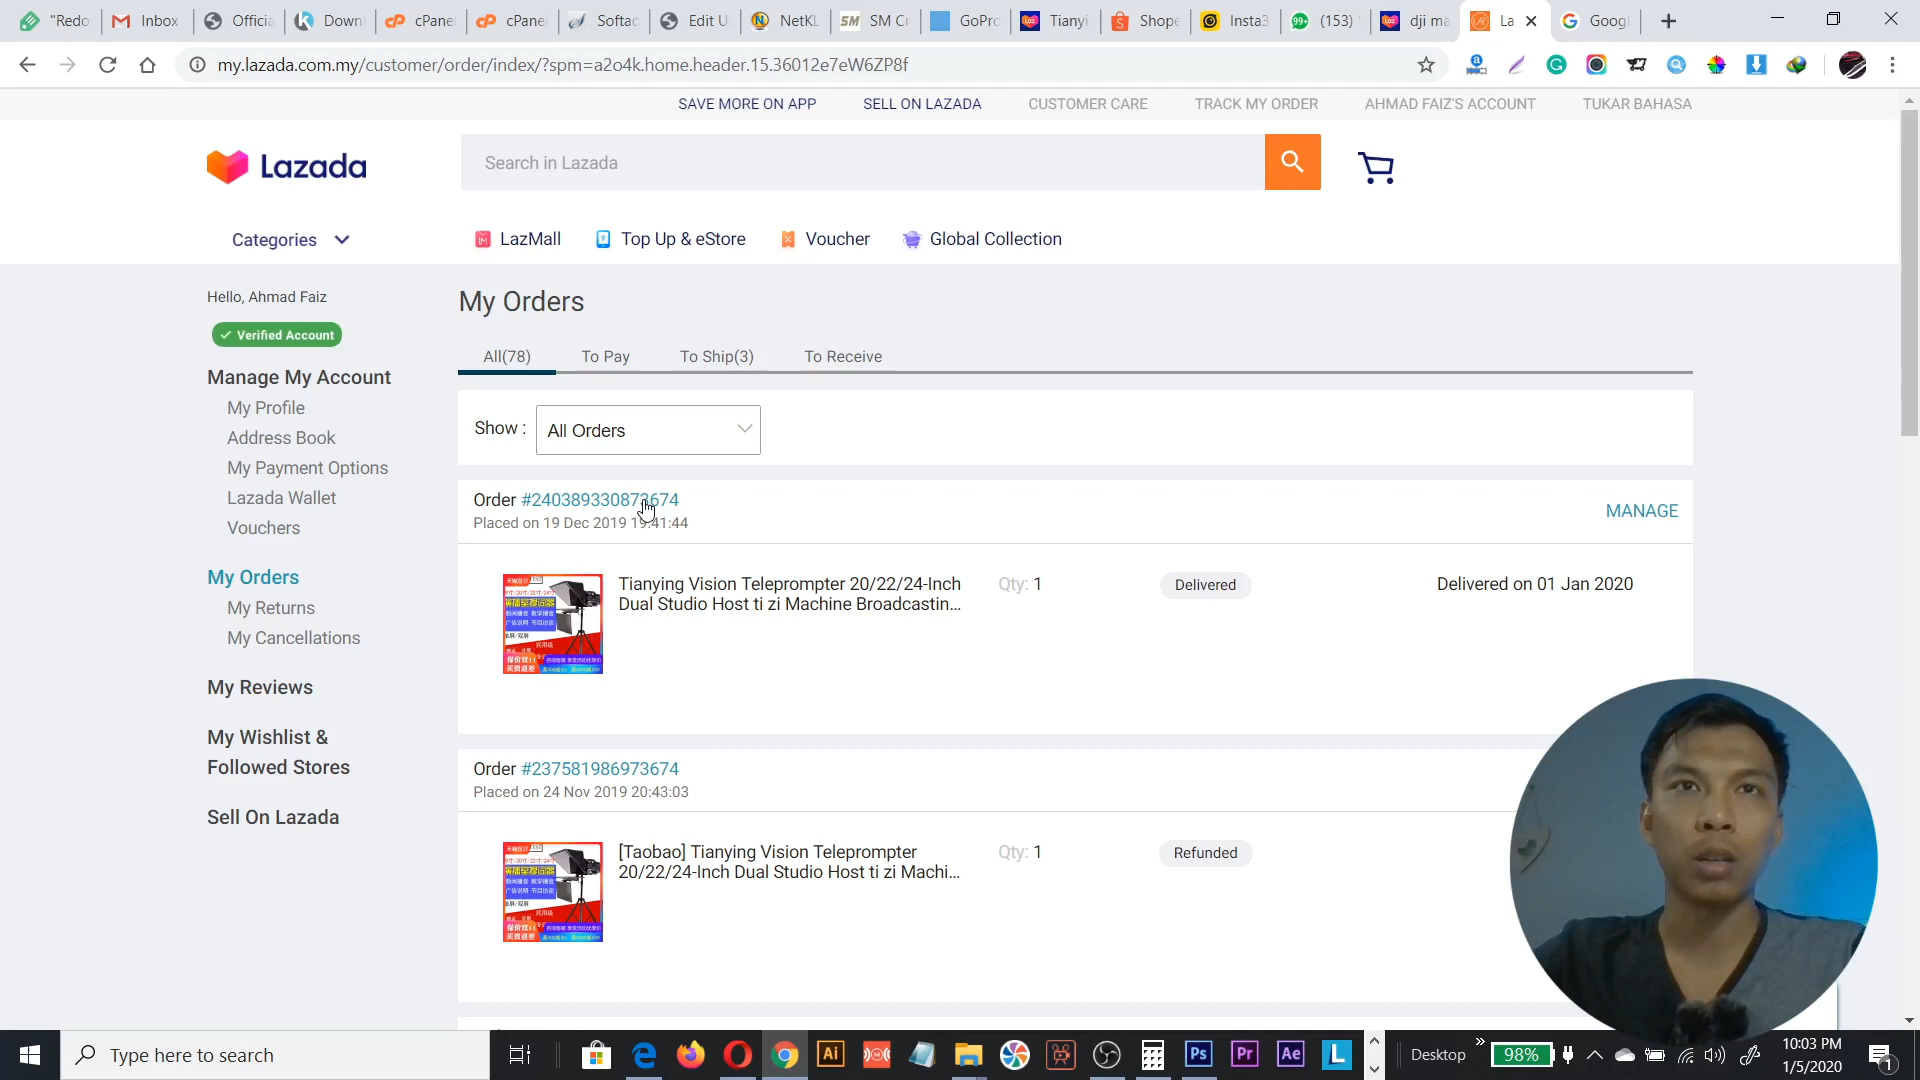 "Redo
Inbox
Officia
Downl
cPanel
cPanel
Softac
Edit U
NetKL
SM Cr
GoPro
Tianyi
Shope
Insta3
(153)
dji ma
La
Googl
my.lazada.com.my/customer/order/index/?spm=a2o4k.home.header.15.36012e7eW6ZP8f
SAVE MORE ON APP
SELL ON LAZADA
CUSTOMER CARE
TRACK MY ORDER
AHMAD FAIZ'S ACCOUNT
TUKAR BAHASA
Lazada
Search in Lazada
Categories
LazMall
Top Up & eStore
Voucher
Global Collection
Hello, Ahmad Faiz
Verified Account
Manage My Account
My Profile
Address Book
My Payment Options
Lazada Wallet
Vouchers
My Orders
My Returns
My Cancellations
My Reviews
My Wishlist &
Followed Stores
Sell On Lazada
My Orders
All(78)
To Pay
To Ship(3)
To Receive
Show :
All Orders
Order #240389330873674
Placed on 19 Dec 2019 19:41:44
MANAGE
Tianying Vision Teleprompter 20/22/24-Inch
Dual Studio Host ti zi Machine Broadcastin...
Qty: 1
Delivered
Delivered on 01 Jan 2020
Order #237581986973674
Placed on 24 Nov 2019 20:43:03
[Taobao] Tianying Vision Teleprompter
20/22/24-Inch Dual Studio Host ti zi Machi...
Qty: 1
Refunded
Type here to search
Desktop
98%
10:03 PM
1/5/2020